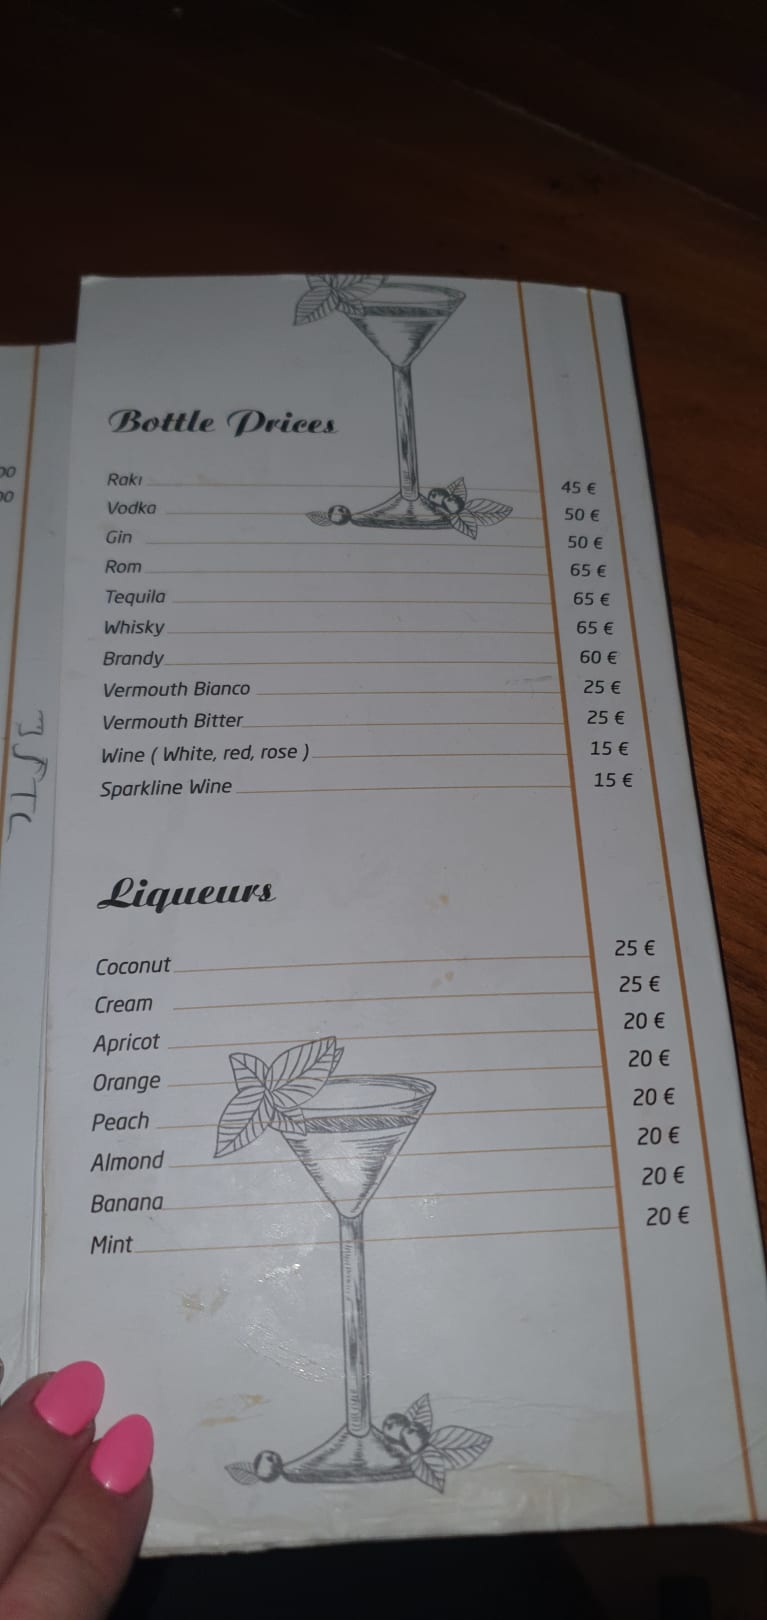 Bottle Prices
Rakı 45 €
Vodka 50 €
Gin 50 €
Rom 65 €
Tequila 65 €
Whisky 65 €
Brandy 60 €
Vermouth Bianco 25 €
Vermouth Bitter 25 €
Wine ( White, red, rose ) 15 €
Sparkline Wine 15 €
Liqueurs
Coconut 25 €
Cream 25 €
Apricot 20 €
Orange 20 €
Peach 20 €
Almond 20 €
Banana 20 €
Mint 20 €